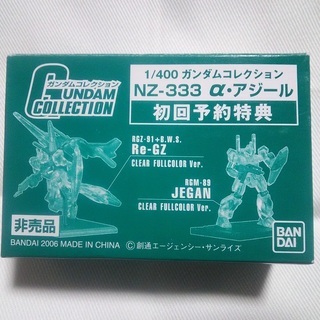 ガンダムコレクション
GUNDAM
COLLECTION
1/400 ガンダムコレクション
NZ-333 α・アジール
初回予約特典
RGZ-91+B.W.S.
Re-GZ
CLEAR FULLCOLOR Ver.
RGM-89
JEGAN
CLEAR FULLCOLOR Ver.
非売品
BANDAI 2006 MADE IN CHINA
©創通エージェンシー・サンライズ
BAN
DAI